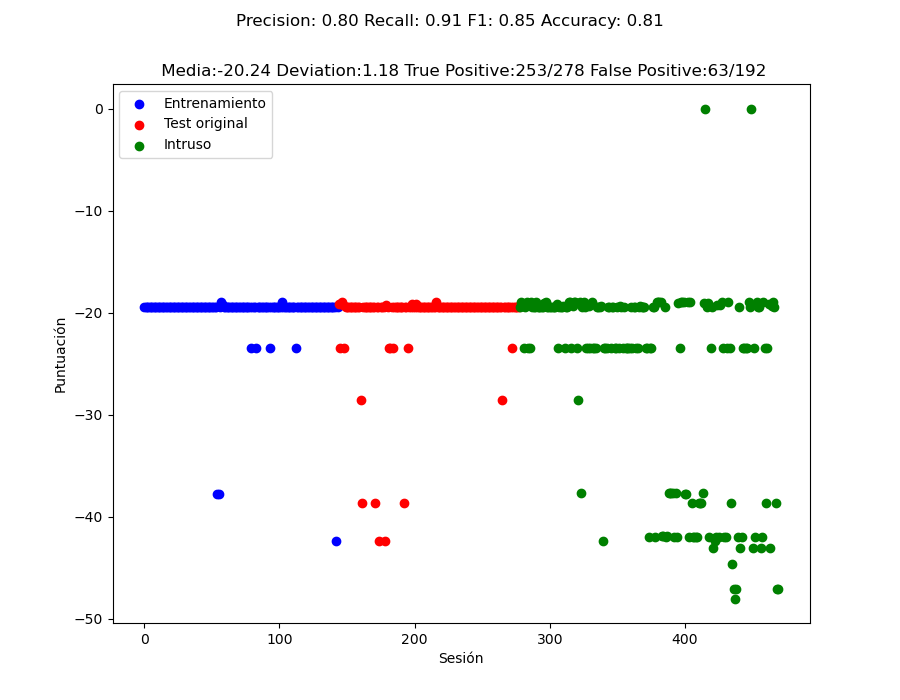 Precision: 0.80 Recall: 0.91 F1: 0.85 Accuracy: 0.81
Media:-20.24 Deviation:1.18 True Positive:253/278 False Positive:63/192
Entrenamiento
Test original
Intruso
0
−10
−20
−30
−40
−50
Puntuación
0 100 200 300 400
Sesión